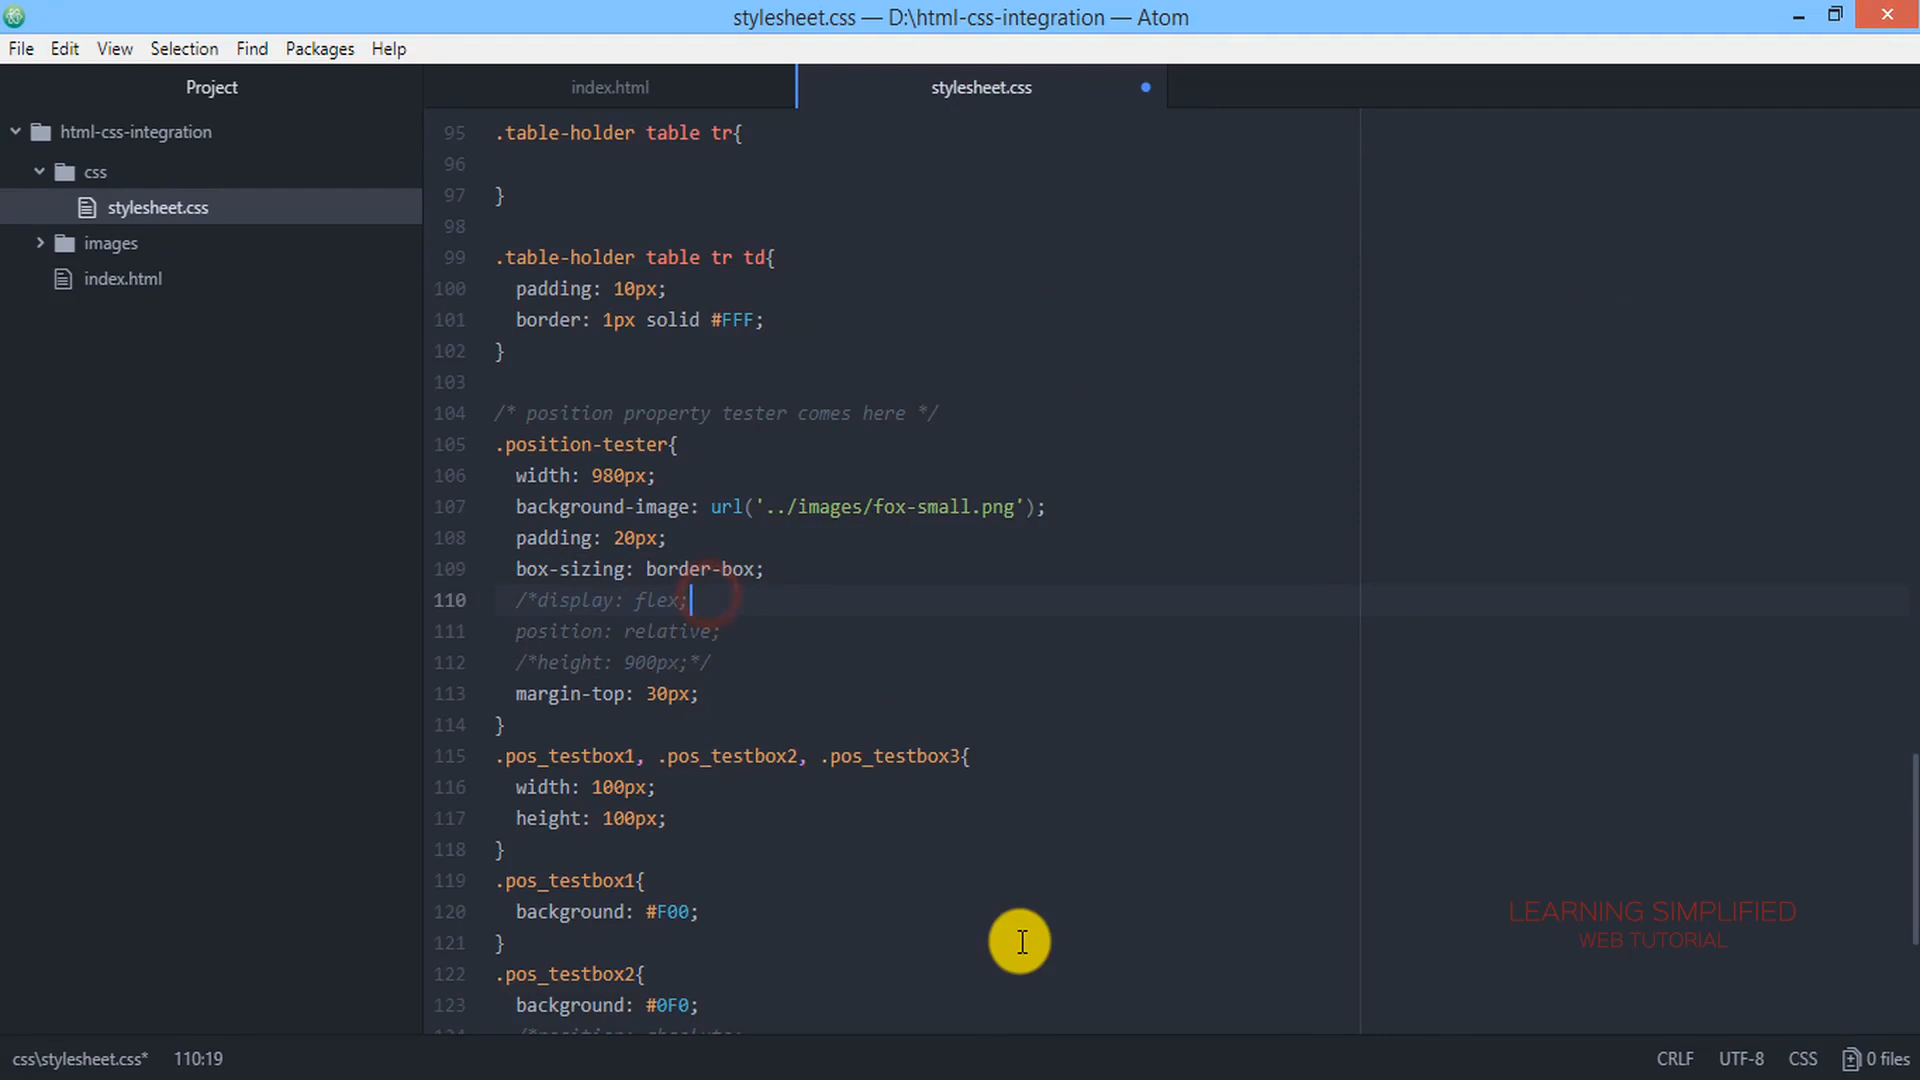 stylesheet.css — D:\html-css-integration — Atom
File Edit View Selection Find Packages Help
Project
index.html
stylesheet.css
html-css-integration
css
stylesheet.css
images
index.html
95 .table-holder table tr{
96
97 }
98
99 .table-holder table tr td{
100 padding: 10px;
101 border: 1px solid #FFF;
102 }
103
104 /* position property tester comes here */
105 .position-tester{
106 width: 980px;
107 background-image: url('../images/fox-small.png');
108 padding: 20px;
109 box-sizing: border-box;
110 /*display: flex;
111 position: relative;
112 /*height: 900px;*/
113 margin-top: 30px;
114 }
115 .pos_testbox1, .pos_testbox2, .pos_testbox3{
116 width: 100px;
117 height: 100px;
118 }
119 .pos_testbox1{
120 background: #F00;
121 }
122 .pos_testbox2{
123 background: #0F0;
LEARNING SIMPLIFIED
WEB TUTORIAL
css\stylesheet.css* 110:19 CRLF UTF-8 CSS 0 files